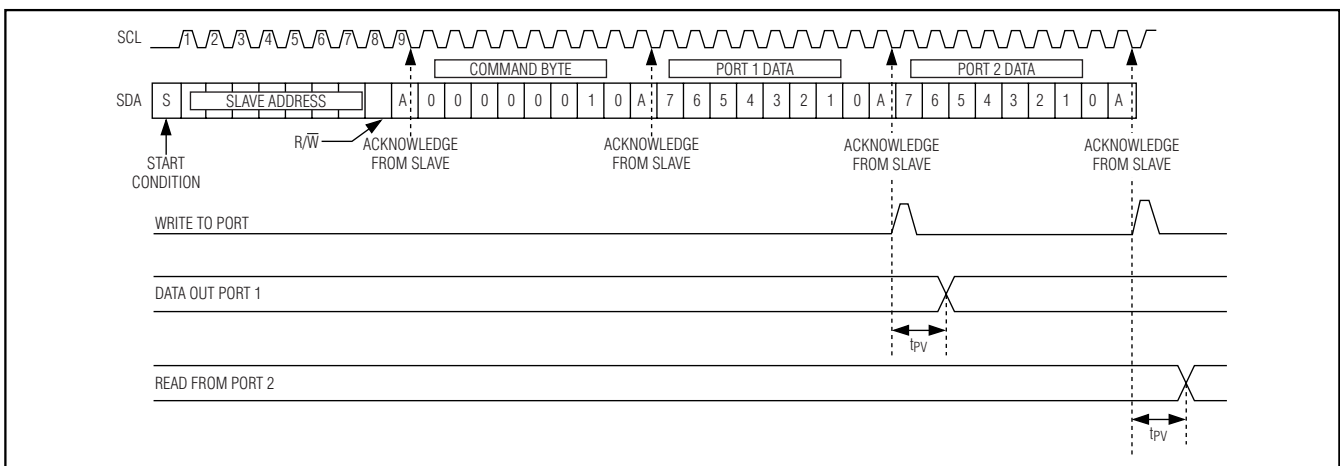 SCL 1 2 3 4 5 6 7 8 9
COMMAND BYTE PORT 1 DATA PORT 2 DATA
SDA S SLAVE ADDRESS A 0 0 0 0 0 0 1 0 A 7 6 5 4 3 2 1 0 A 7 6 5 4 3 2 1 0 A
START
CONDITION
R/W̅
ACKNOWLEDGE
FROM SLAVE
ACKNOWLEDGE
FROM SLAVE
ACKNOWLEDGE
FROM SLAVE
ACKNOWLEDGE
FROM SLAVE
WRITE TO PORT
DATA OUT PORT 1
tPV
READ FROM PORT 2
tPV